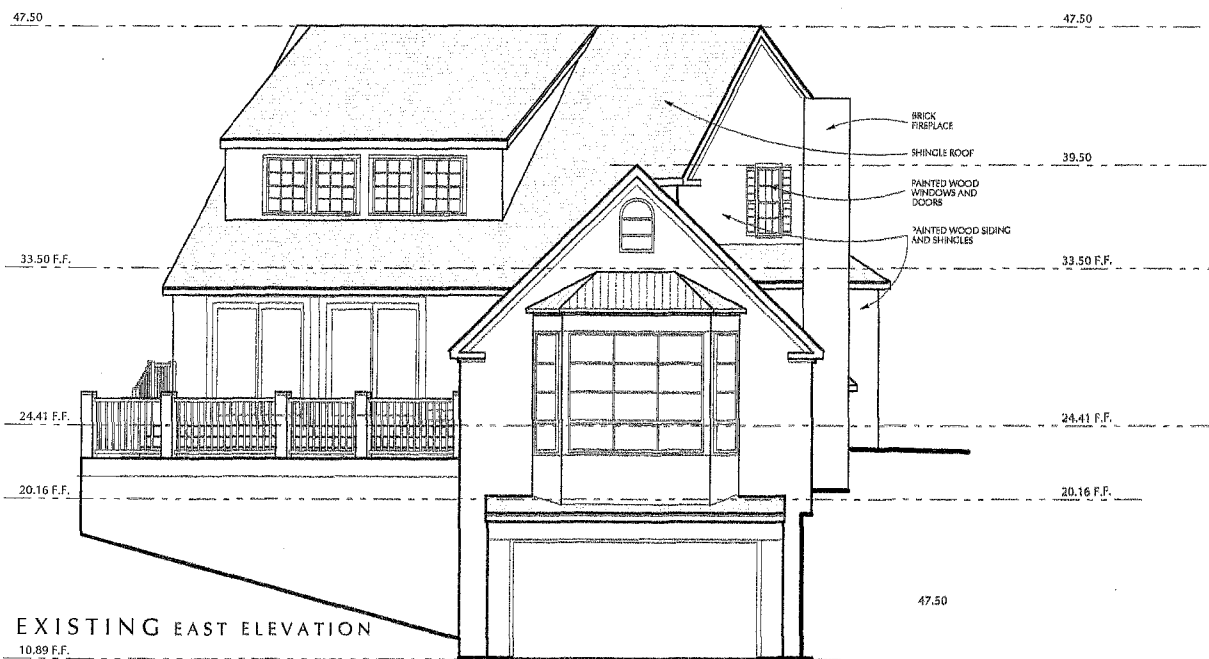 47.50
47.50
BRICK
FIREPLACE
SHINGLE ROOF
39.50
PAINTED WOOD
WINDOWS AND
DOORS
PAINTED WOOD SIDING
AND SHINGLES
33.50 F.F.
33.50 F.F.
24.41 F.F.
24.41 F.F.
20.16 F.F.
20.16 F.F.
47.50
EXISTING EAST ELEVATION
10.89 F.F.